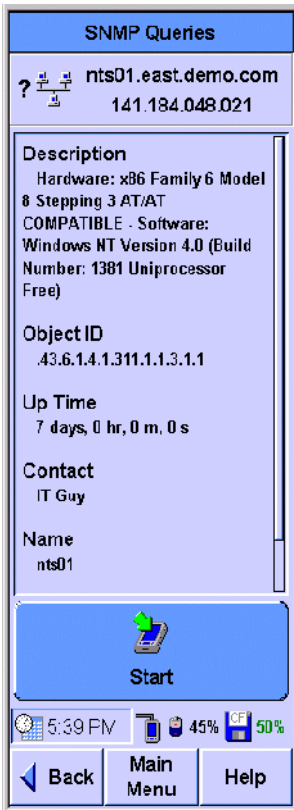 SNMP Queries
?
nts01.east.demo.com
141.184.048.021
Description
Hardware: x86 Family 6 Model
8 Stepping 3 AT/AT
COMPATIBLE - Software:
Windows NT Version 4.0 (Build
Number: 1381 Uniprocessor
Free)
Object ID
.43.6.1.4.1.311.1.1.3.1.1
Up Time
7 days, 0 hr, 0 m, 0 s
Contact
IT Guy
Name
nts01
Start
5:39 PM
45%
CF
50%
Back
Main
Menu
Help